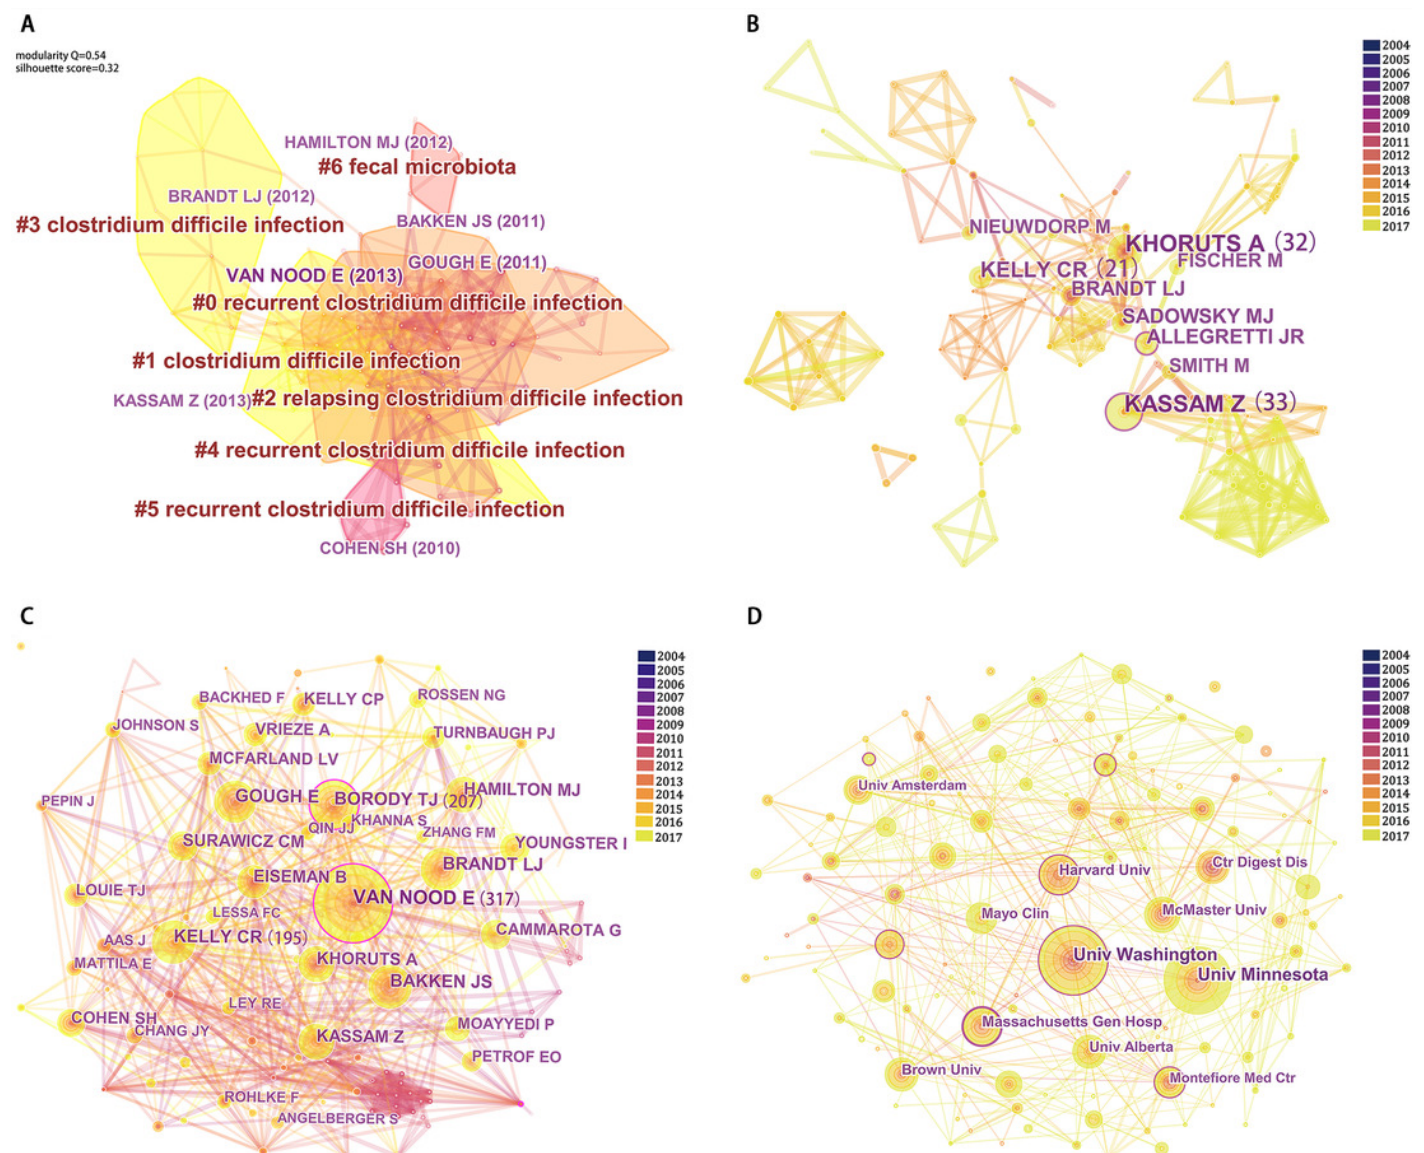 A
modularity Q=0.54
silhouette score=0.32
HAMILTON MJ (2012)
#6 fecal microbiota
BRANDT LJ (2012)
#3 clostridium difficile infection
BAKKEN JS (2011)
GOUGH E (2011)
VAN NOOD E (2013)
#0 recurrent clostridium difficile infection
#1 clostridium difficile infection
KASSAM Z (2013)
#2 relapsing clostridium difficile infection
#4 recurrent clostridium difficile infection
#5 recurrent clostridium difficile infection
COHEN SH (2010)
B
NIEUWDORP M
KHORUTS A (32)
FISCHER M
KELLY CR (21)
BRANDT LJ
SADOWSKY MJ
ALLEGRETTI JR
SMITH M
KASSAM Z (33)
2004
2005
2006
2007
2008
2009
2010
2011
2012
2013
2014
2015
2016
2017
C
BACKHED F
KELLY CP
ROSSEN NG
JOHNSON S
VRIEZE A
TURNBAUGH PJ
MCFARLAND LV
PEPIN J
GOUGH E
BORODY TJ (207)
HAMILTON MJ
QIN JJ
KHANNA S
ZHANG FM
SURAWICZ CM
YOUNGSTER I
BRANDT LJ
EISEMAN B
LOUIE TJ
VAN NOOD E (317)
LESSA FC
AAS J
KELLY CR (195)
CAMMAROTA G
MATTILA E
KHORUTS A
BAKKEN JS
LEY RE
COHEN SH
CHANG JY
KASSAM Z
MOAYYEDI P
PETROF EO
ROHLKE F
ANGELBERGER S
2004
2005
2006
2007
2008
2009
2010
2011
2012
2013
2014
2015
2016
2017
D
Univ Amsterdam
Harvard Univ
Ctr Digest Dis
Mayo Clin
McMaster Univ
Univ Washington
Univ Minnesota
Massachusetts Gen Hosp
Univ Alberta
Brown Univ
Montefiore Med Ctr
2004
2005
2006
2007
2008
2009
2010
2011
2012
2013
2014
2015
2016
2017